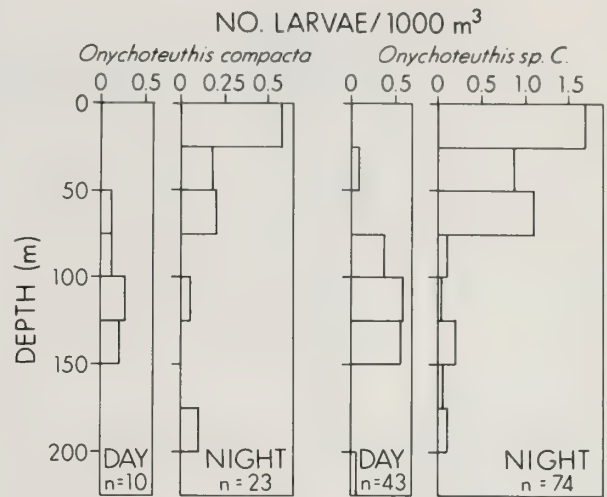 NO. LARVAE/1000 m³
Onychoteuthis compacta Onychoteuthis sp. C.
0 0.5 0 0.25 0.5 0 0.5 0 0.5 1.0 1.5
0
50
100
150
200
DEPTH (m)
DAY NIGHT DAY NIGHT
n=10 n = 23 n=43 n = 74